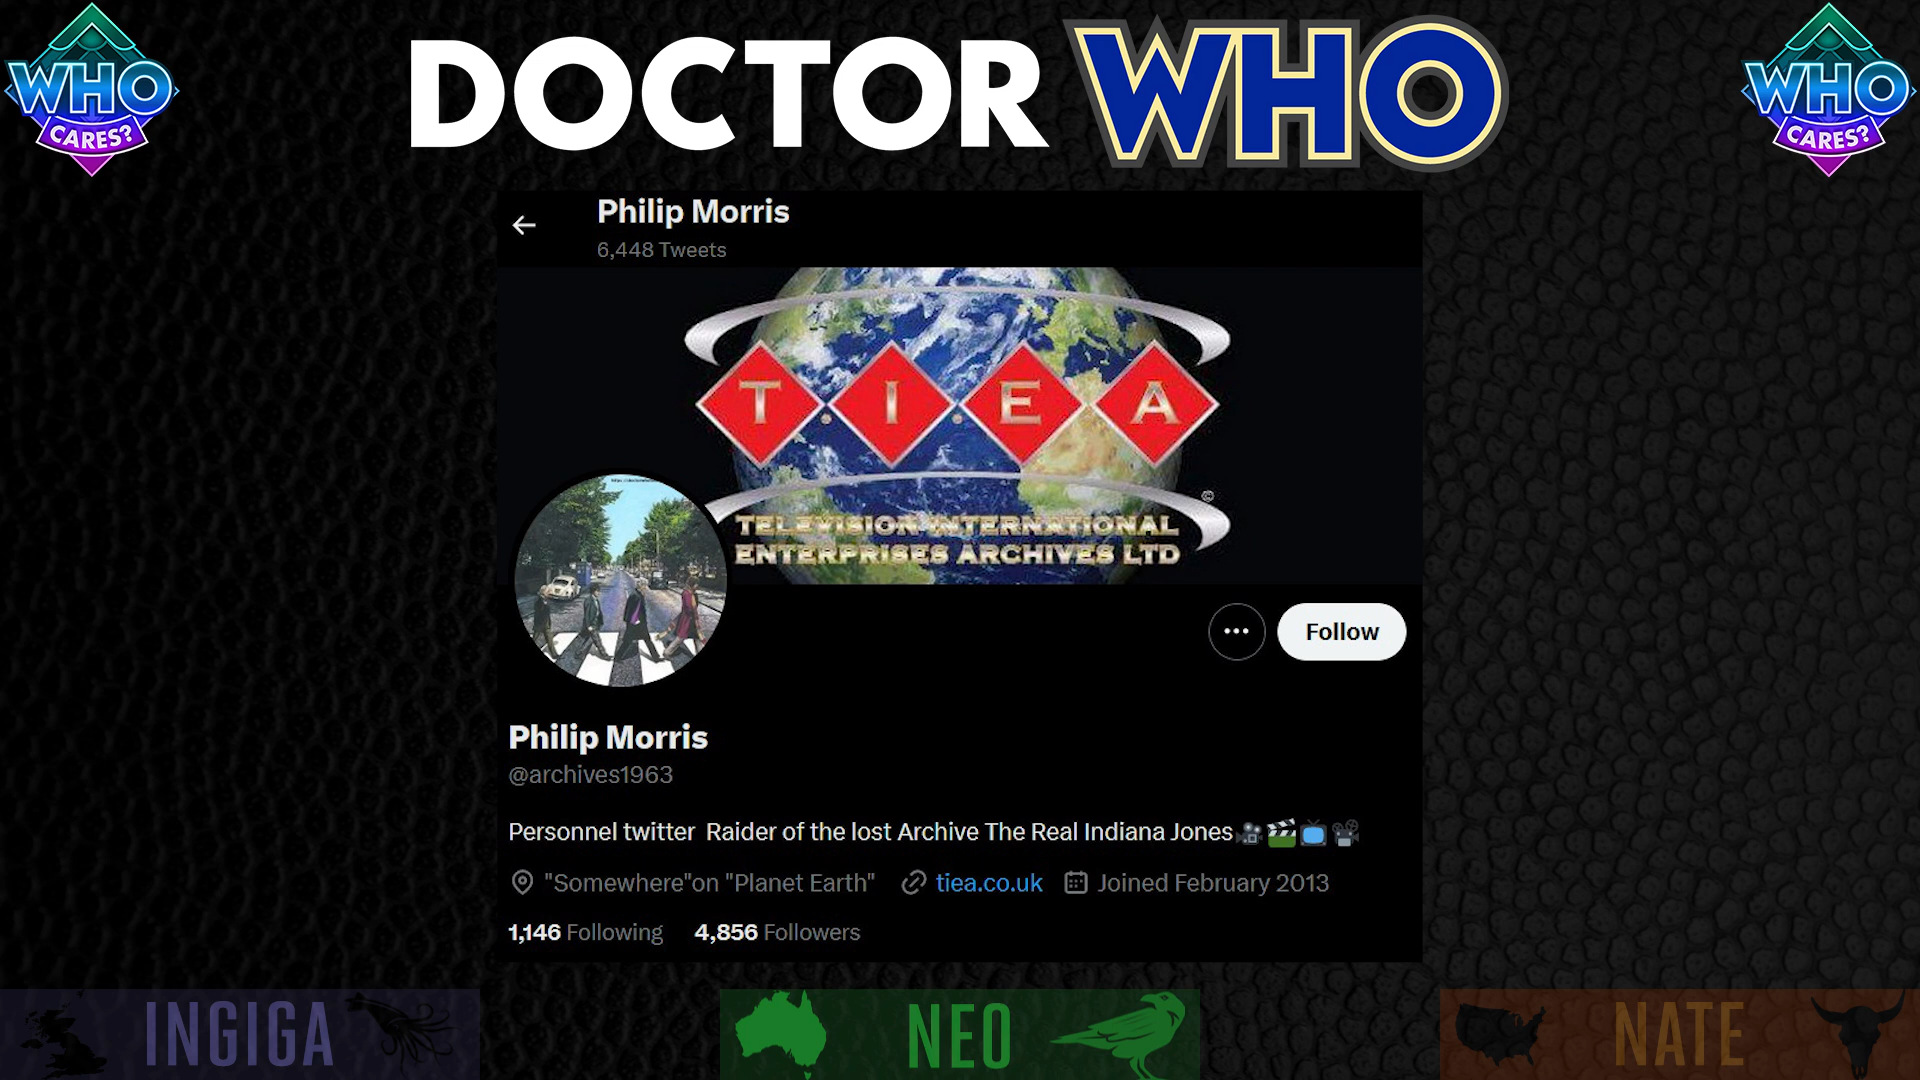 WHO
CARES?
DOCTOR WHO
WHO
CARES?
Philip Morris
6,448 Tweets
T.I.E.A
©
TELEVISION INTERNATIONAL
ENTERPRISES ARCHIVES LTD
Follow
Philip Morris
@archives1963
Personnel twitter Raider of the lost Archive The Real Indiana Jones
"Somewhere"on "Planet Earth" tiea.co.uk Joined February 2013
1,146 Following 4,856 Followers
INGIGA
NEO
NATE